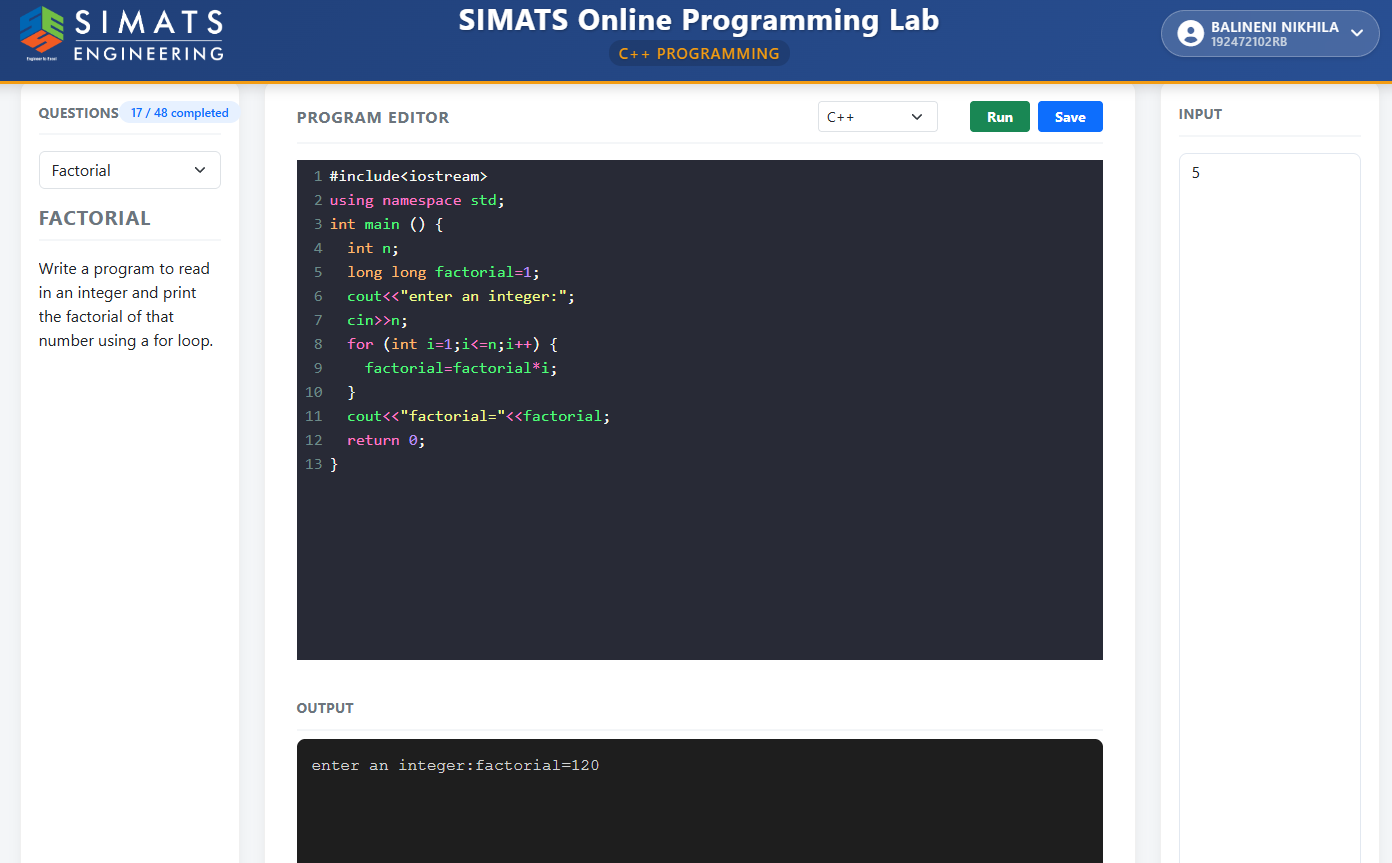 SIMATS
ENGINEERING
Engineer to Excel
SIMATS Online Programming Lab
C++ PROGRAMMING
BALINENI NIKHILA
192472102RB
QUESTIONS 17 / 48 completed
Factorial
FACTORIAL
Write a program to read
in an integer and print
the factorial of that
number using a for loop.
PROGRAM EDITOR
C++
Run
Save
1 #include<iostream>
2 using namespace std;
3 int main () {
4   int n;
5   long long factorial=1;
6   cout<<"enter an integer:";
7   cin>>n;
8   for (int i=1;i<=n;i++) {
9     factorial=factorial*i;
10   }
11   cout<<"factorial="<<factorial;
12   return 0;
13 }
OUTPUT
enter an integer:factorial=120
INPUT
5